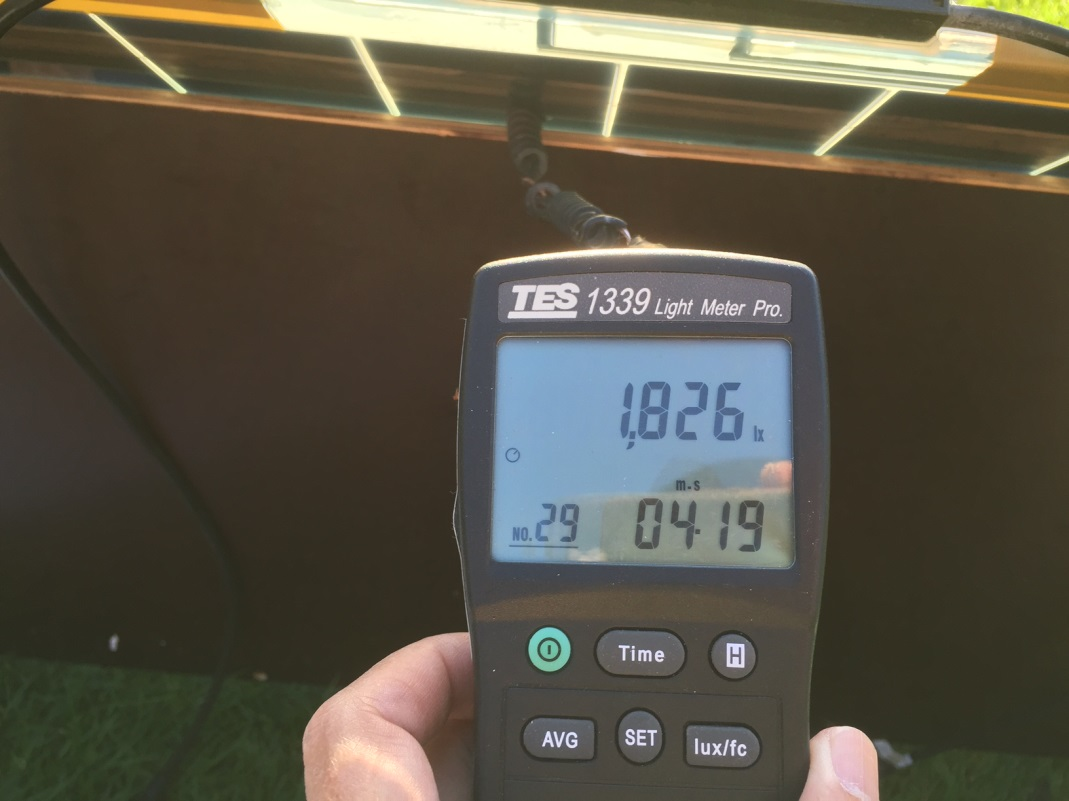 TES 1339 Light Meter Pro.
1,826 lx
m.s
NO. 29 04.19
Time H
AVG SET lux/fc